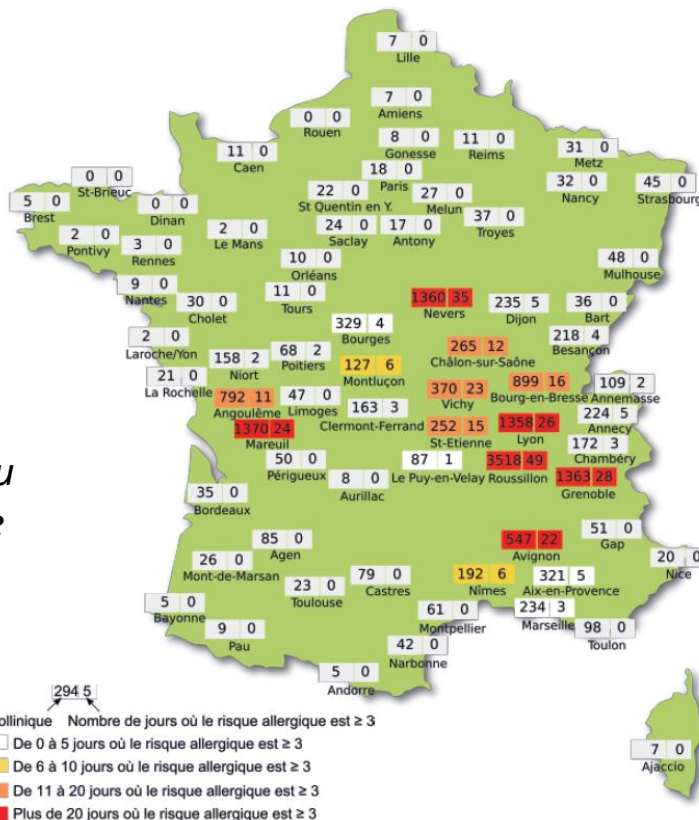 7 0
Lille
7 0
Amiens
0 0
Rouen
8 0
Gonesse
11 0
Reims
31 0
Metz
11 0
Caen
18 0
Paris
0 0
St-Brieuc
22 0
St Quentin en Y.
27 0
Melun
32 0
Nancy
45 0
Strasbourg
5 0
Brest
0 0
Dinan
37 0
Troyes
2 0
Pontivy
3 0
Rennes
2 0
Le Mans
24 0
Saclay
17 0
Antony
10 0
Orléans
48 0
Mulhouse
9 0
Nantes
30 0
Cholet
11 0
Tours
1360 35
Nevers
235 5
Dijon
36 0
Bart
329 4
Bourges
2 0
Laroche/Yon
218 4
Besançon
158 2
Niort
68 2
Poitiers
265 12
Châlon-sur-Saône
127 6
Montluçon
21 0
La Rochelle
792 11
Angoulême
47 0
Limoges
370 23
Vichy
899 16
Bourg-en-Bresse
109 2
Annemasse
163 3
Clermont-Ferrand
224 5
Annecy
1370 24
Mareuil
252 15
St-Etienne
1358 26
Lyon
172 3
Chambéry
50 0
Périgueux
87 1
Le Puy-en-Velay
3518 49
Roussillon
1363 28
Grenoble
8 0
Aurillac
35 0
Bordeaux
85 0
Agen
547 22
Avignon
51 0
Gap
26 0
Mont-de-Marsan
20 0
Nice
23 0
Toulouse
79 0
Castres
192 6
Nîmes
321 5
Aix-en-Provence
5 0
Bayonne
61 0
Montpellier
234 3
Marseille
98 0
Toulon
9 0
Pau
42 0
Narbonne
5 0
Andorre
7 0
Ajaccio
294 5
ollinique Nombre de jours où le risque allergique est ≥ 3
De 0 à 5 jours où le risque allergique est ≥ 3
De 6 à 10 jours où le risque allergique est ≥ 3
De 11 à 20 jours où le risque allergique est ≥ 3
Plus de 20 jours où le risque allergique est ≥ 3